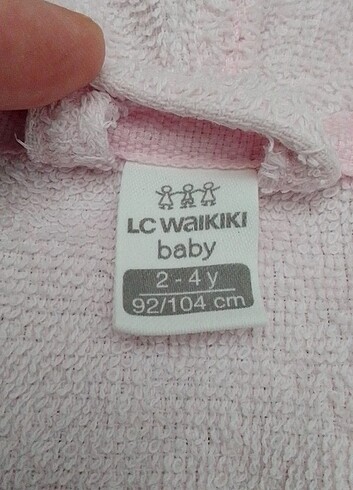 LC WAIKIKI
baby
2 - 4 y
92/104 cm